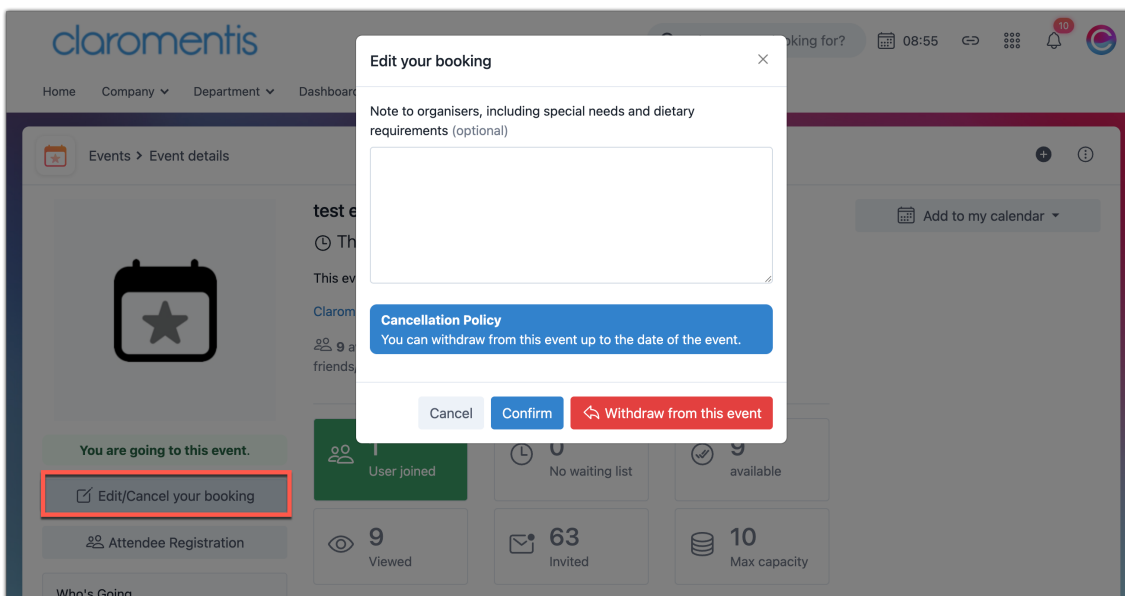 claromentis
oking for?
08:55
10
Home
Company
Department
Dashboard
Events > Event details
Edit your booking
Note to organisers, including special needs and dietary
requirements (optional)
Cancellation Policy
You can withdraw from this event up to the date of the event.
Cancel
Confirm
Withdraw from this event
test e
Th
This ev
Clarom
9 a
friends,
Add to my calendar
You are going to this event.
Edit/Cancel your booking
Attendee Registration
Who's Going
1
User joined
0
No waiting list
9
available
9
Viewed
63
Invited
10
Max capacity